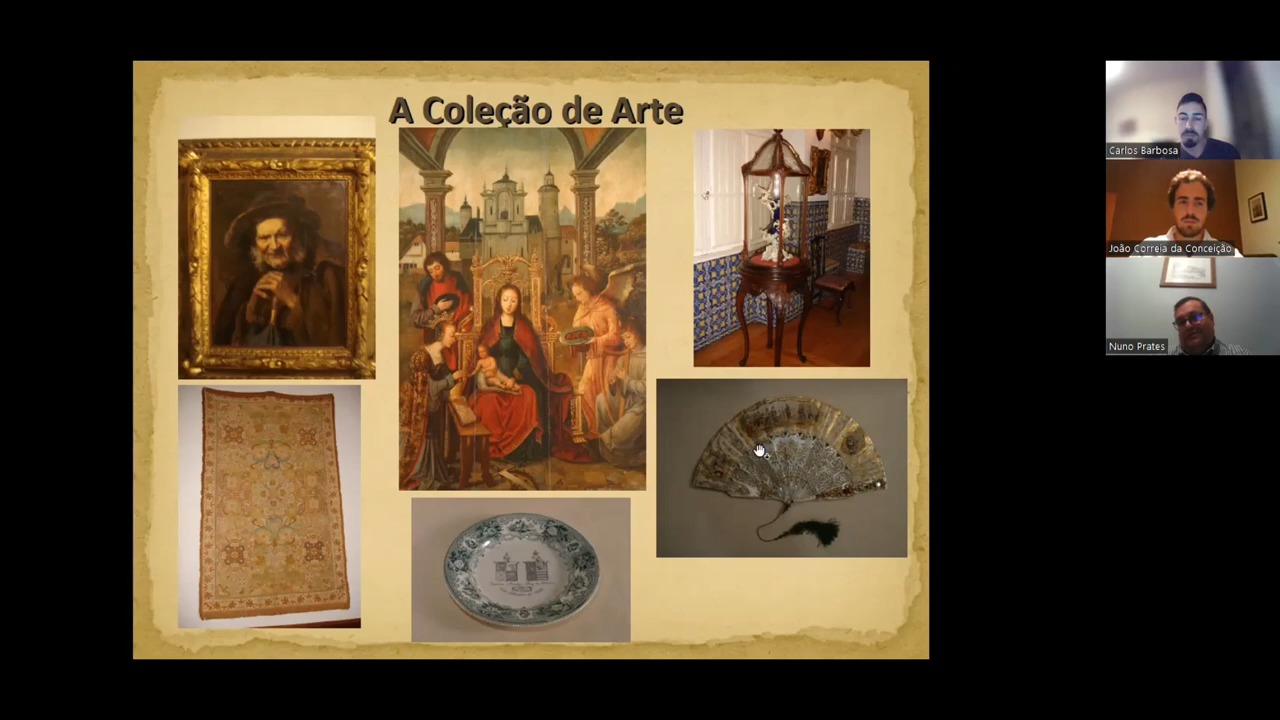 A Coleção de Arte
Carlos Barbosa
João Correia da Conceição
Nuno Prates